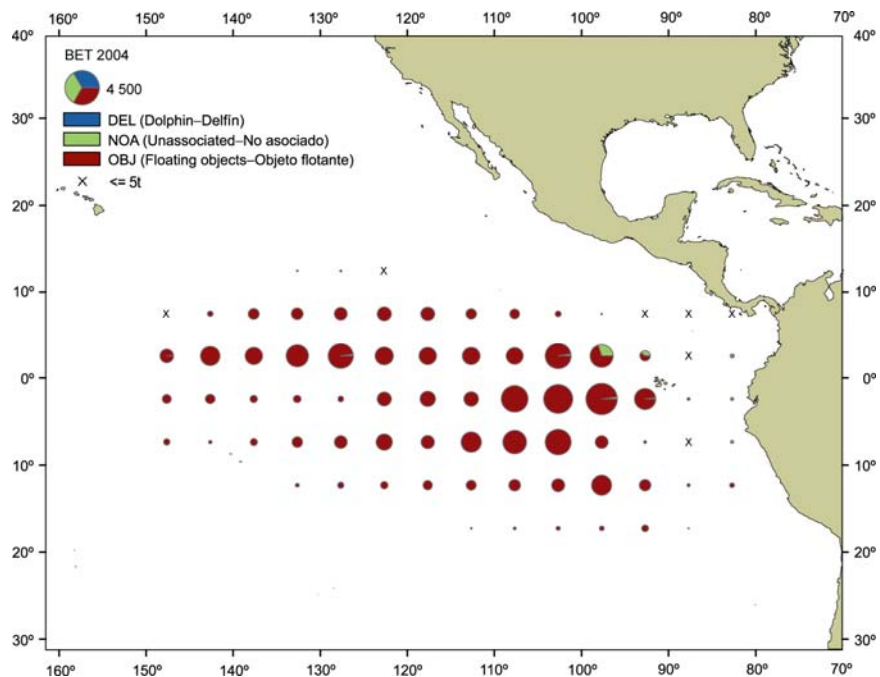 150º 140º 130º 120º 110º 100º 90º 80º 70º
40º 40º
BET 2004
4 500
DEL (Dolphin–Delfín)
NOA (Unassociated–No asociado)
OBJ (Floating objects–Objeto flotante)
X <= 5t
30º 30º
20º 20º
X
10º 10º
X X X X
X
0º 0º
X
10º 10º
20º 20º
30º 30º
160º 150º 140º 130º 120º 110º 100º 90º 80º 70º